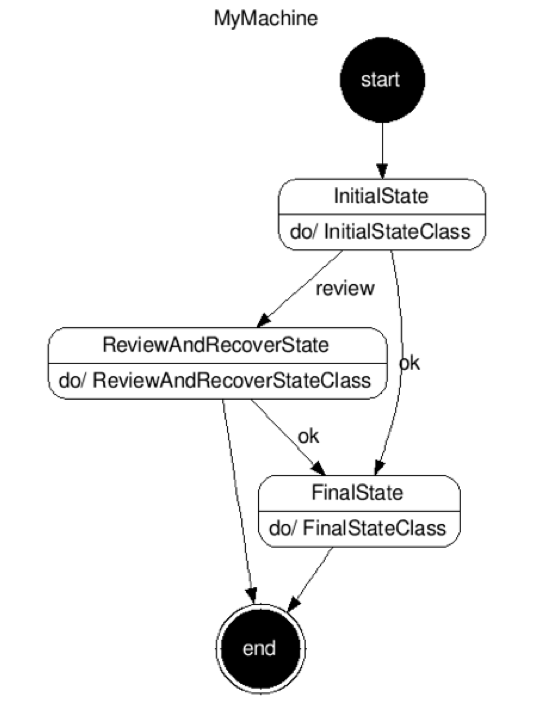 MyMachine
start
InitialState
do/ InitialStateClass
review
ReviewAndRecoverState
do/ ReviewAndRecoverStateClass
ok
ok
FinalState
do/ FinalStateClass
end